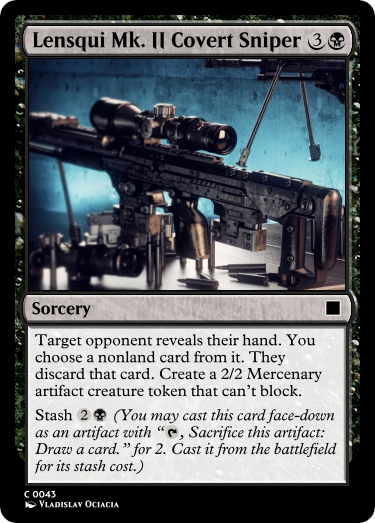 Lensqui Mk. II Covert Sniper 3
Sorcery
Target opponent reveals their hand. You
choose a nonland card from it. They
discard that card. Create a 2/2 Mercenary
artifact creature token that can't block.
Stash 2 (You may cast this card face-down
as an artifact with “, Sacrifice this artifact:
Draw a card.” for 2. Cast it from the battlefield
for its stash cost.)
C 0043
Vladislav Ociacia